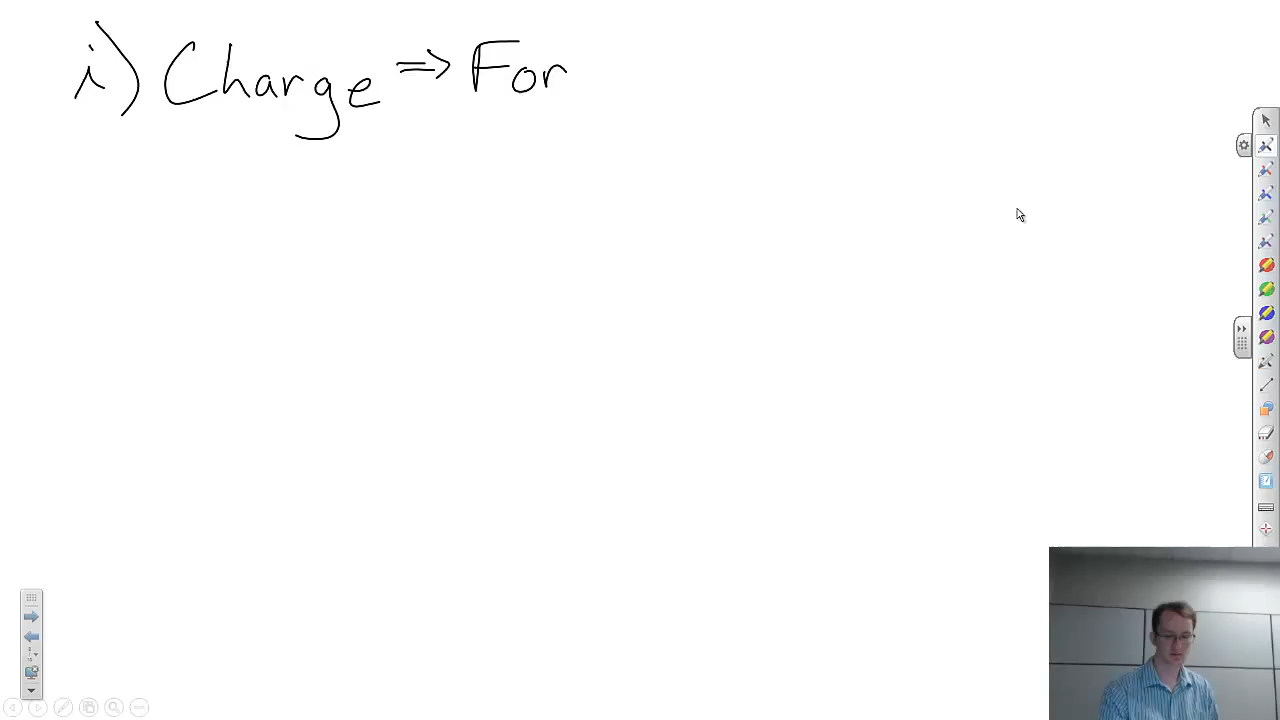 i) Charge ⇒ For